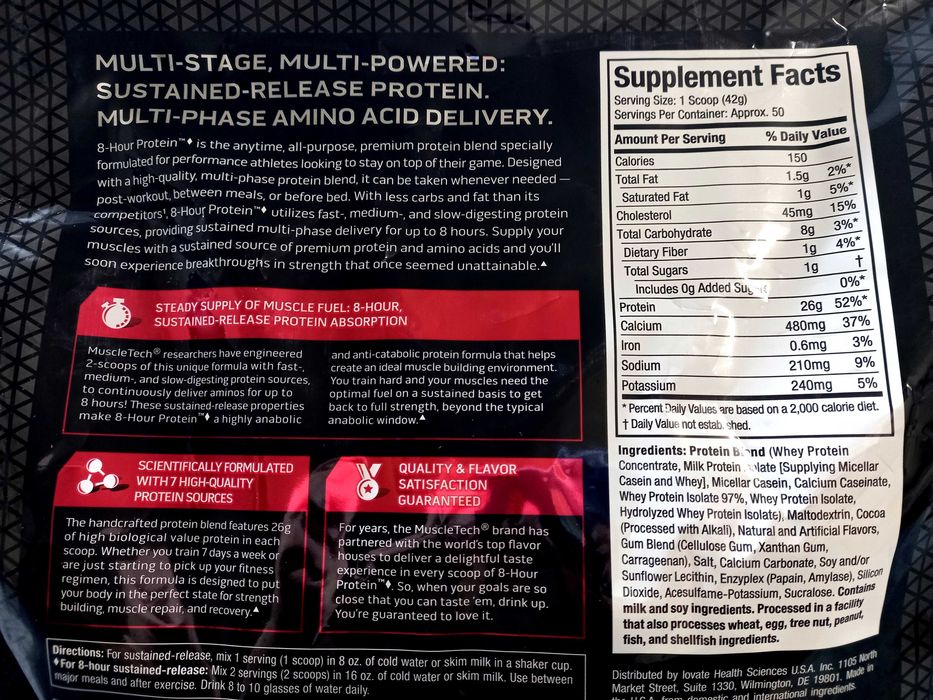 MULTI-STAGE, MULTI-POWERED:
SUSTAINED-RELEASE PROTEIN.
MULTI-PHASE AMINO ACID DELIVERY.
8-Hour Protein™♦ is the anytime, all-purpose, premium protein blend specially
formulated for performance athletes looking to stay on top of their game. Designed
with a high-quality, multi-phase protein blend, it can be taken whenever needed —
post-workout, between meals, or before bed. With less carbs and fat than its
competitors¹, 8-Hour Protein™♦ utilizes fast-, medium-, and slow-digesting protein
sources, providing sustained multi-phase delivery for up to 8 hours. Supply your
muscles with a sustained source of premium protein and amino acids and you'll
soon experience breakthroughs in strength that once seemed unattainable.▲
STEADY SUPPLY OF MUSCLE FUEL: 8-HOUR,
SUSTAINED-RELEASE PROTEIN ABSORPTION
MuscleTech® researchers have engineered
2-scoops of this unique formula with fast-,
medium-, and slow-digesting protein sources,
to continuously deliver aminos for up to
8 hours! These sustained-release properties
make 8-Hour Protein™♦ a highly anabolic
and anti-catabolic protein formula that helps
create an ideal muscle building environment.
You train hard and your muscles need the
optimal fuel on a sustained basis to get
back to full strength, beyond the typical
anabolic window.▲
SCIENTIFICALLY FORMULATED
WITH 7 HIGH-QUALITY
PROTEIN SOURCES
The handcrafted protein blend features 26g
of high biological value protein in each
scoop. Whether you train 7 days a week or
are just starting to pick up your fitness
regimen, this formula is designed to put
your body in the perfect state for strength
building, muscle repair, and recovery.▲
QUALITY & FLAVOR
SATISFACTION
GUARANTEED
For years, the MuscleTech® brand has
partnered with the world's top flavor
houses to deliver a delightful taste
experience in every scoop of 8-Hour
Protein™♦. So, when your goals are so
close that you can taste 'em, drink up.
You're guaranteed to love it.
Directions: For sustained-release, mix 1 serving (1 scoop) in 8 oz. of cold water or skim milk in a shaker cup.
♦For 8-hour sustained-release: Mix 2 servings (2 scoops) in 16 oz. of cold water or skim milk. Use between
major meals and after exercise. Drink 8 to 10 glasses of water daily.
Supplement Facts
Serving Size: 1 Scoop (42g)
Servings Per Container: Approx. 50
Amount Per Serving % Daily Value
Calories 150
Total Fat 1.5g 2%*
Saturated Fat 1g 5%*
Cholesterol 45mg 15%
Total Carbohydrate 8g 3%*
Dietary Fiber 1g 4%*
Total Sugars 1g †
Includes 0g Added 0%*
Protein 26g 52%*
Calcium 480mg 37%
Iron 0.6mg 3%
Sodium 210mg 9%
Potassium 240mg 5%
* Percent Daily Values are based on a 2,000 calorie diet.
† Daily Value not
Ingredients: Protein (Whey Protein
Concentrate, Milk Protein [Supplying Micellar
Casein and Whey], Micellar Casein, Calcium Caseinate,
Whey Protein Isolate 97%, Whey Protein Isolate,
Hydrolyzed Whey Protein Isolate), Maltodextrin, Cocoa
(Processed with Alkali), Natural and Artificial Flavors,
Gum Blend (Cellulose Gum, Xanthan Gum,
Carrageenan), Salt, Calcium Carbonate, Soy and/or
Sunflower Lecithin, Enzyplex (Papain, Amylase), Silicon
Dioxide, Acesulfame-Potassium, Sucralose. Contains
milk and soy ingredients. Processed in a facility
that also processes wheat, egg, tree nut, peanut,
fish, and shellfish ingredients.
Distributed by Iovate Health Sciences U.S.A. Inc. 1105 North
Market Street, Suite 1330, Wilmington, DE 19801. Made in
the U.S.A. from domestic and international ingredients.